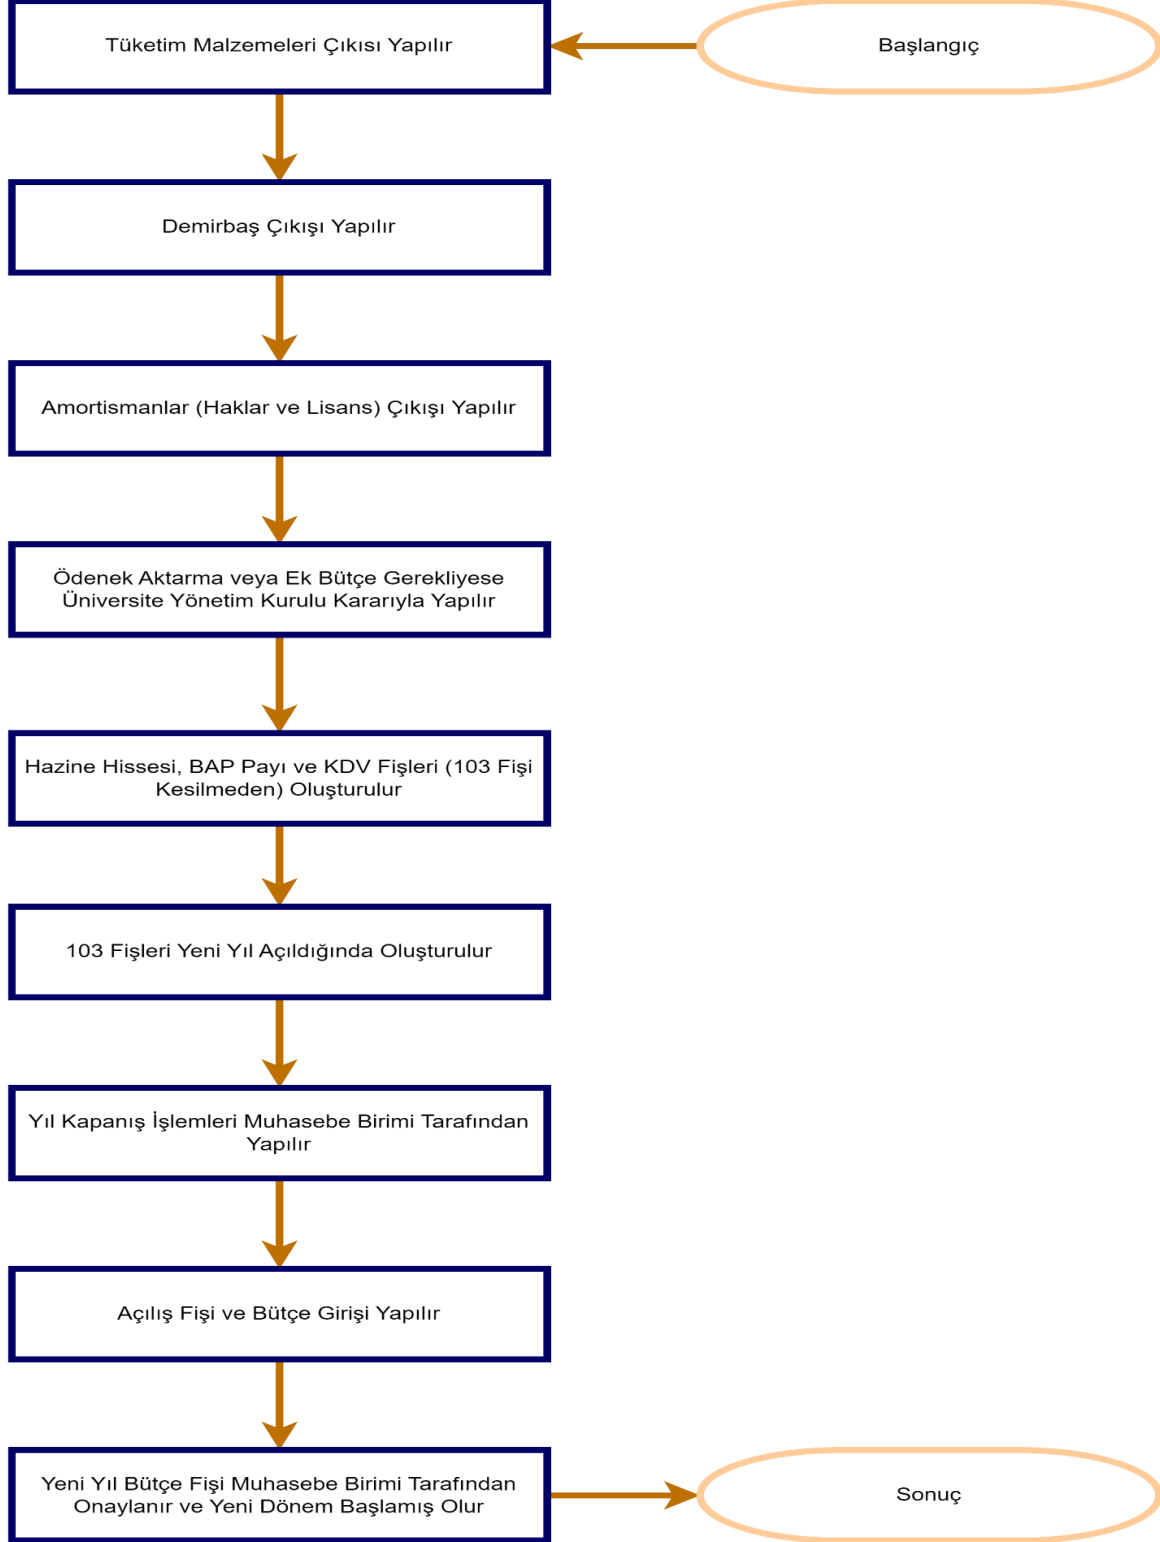 Başlangıç
Tüketim Malzemeleri Çıkısı Yapılır
Demirbaş Çıkışı Yapılır
Amortismanlar (Haklar ve Lisans) Çıkışı Yapılır
Ödenek Aktarma veya Ek Bütçe Gerekliyese
Üniversite Yönetim Kurulu Kararıyla Yapılır
Hazine Hissesi, BAP Payı ve KDV Fişleri (103 Fişi
Kesilmeden) Oluşturulur
103 Fişleri Yeni Yıl Açıldığında Oluşturulur
Yıl Kapanış İşlemleri Muhasebe Birimi Tarafından
Yapılır
Açılış Fişi ve Bütçe Girişi Yapılır
Yeni Yıl Bütçe Fişi Muhasebe Birimi Tarafından
Onaylanır ve Yeni Dönem Başlamış Olur
Sonuç